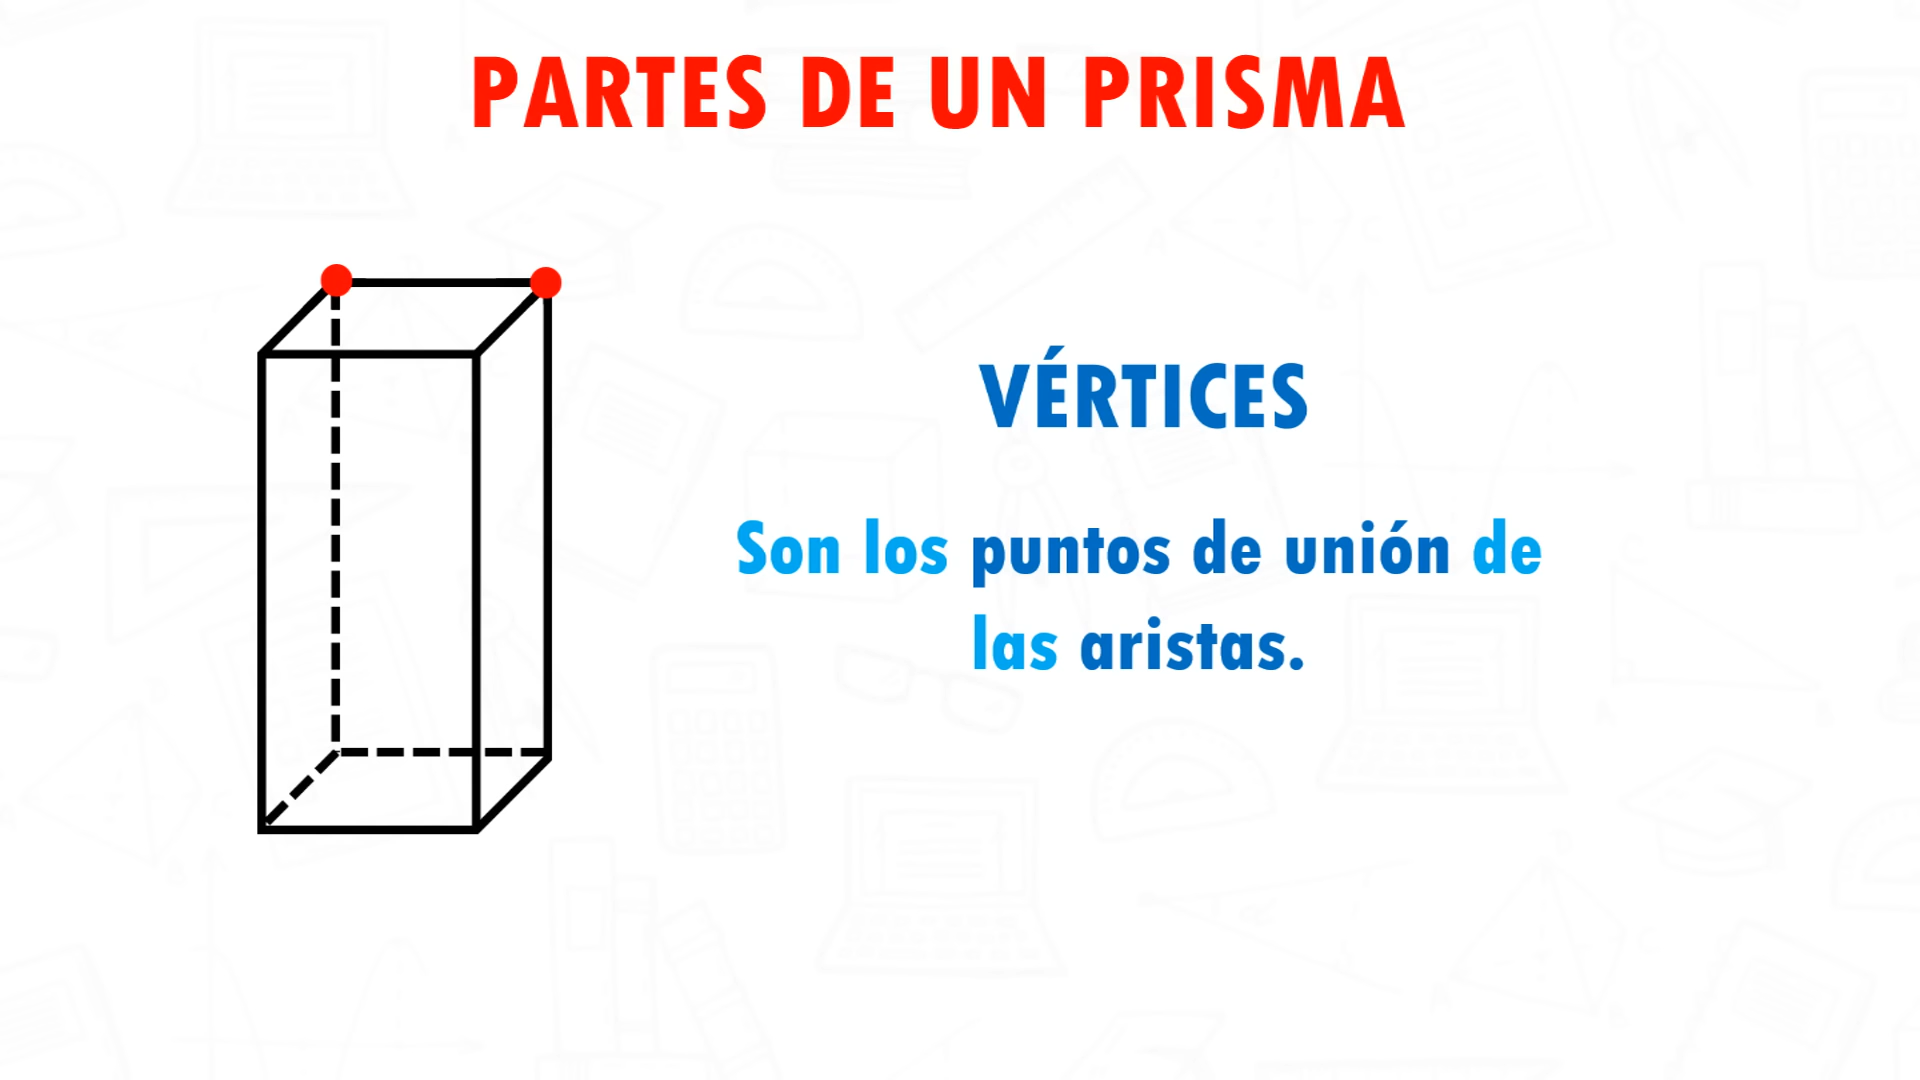 PARTES DE UN PRISMA
VÉRTICES
Son los puntos de unión de
las aristas.